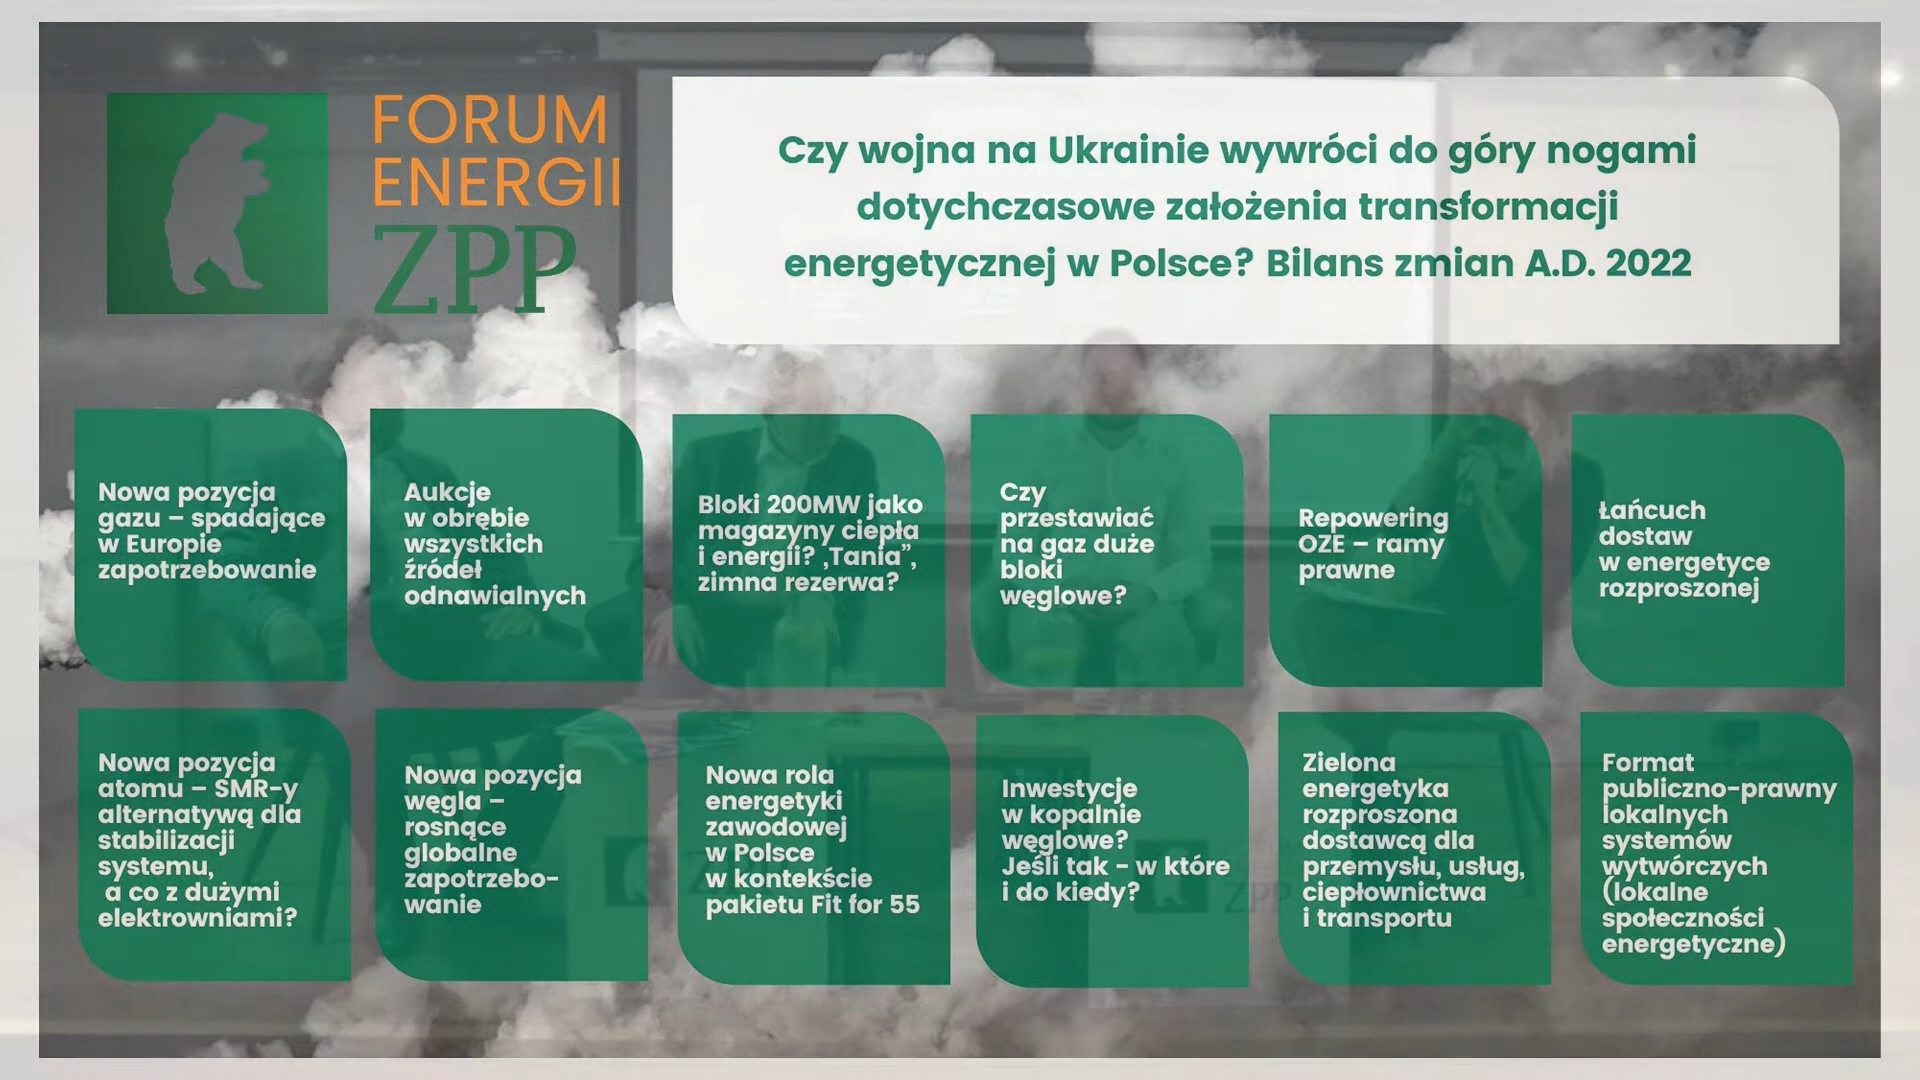 FORUM
ENERGII
ZPP
Czy wojna na Ukrainie wywróci do góry nogami
dotychczasowe założenia transformacji
energetycznej w Polsce? Bilans zmian A.D. 2022
Nowa pozycja
gazu – spadające
w Europie
zapotrzebowanie
Aukcje
w obrębie
wszystkich
źródeł
odnawialnych
Bloki 200MW jako
magazyny ciepła
i energii? „Tania”,
zimna rezerwa?
Czy
przestawiać
na gaz duże
bloki
węglowe?
Repowering
OZE – ramy
prawne
Łańcuch
dostaw
w energetyce
rozproszonej
Nowa pozycja
atomu – SMR-y
alternatywą dla
stabilizacji
systemu,
a co z dużymi
elektrowniami?
Nowa pozycja
węgla –
rosnące
globalne
zapotrzebo-
wanie
Nowa rola
energetyki
zawodowej
w Polsce
w kontekście
pakietu Fit for 55
Inwestycje
w kopalnie
węglowe?
Jeśli tak - w które
i do kiedy?
Zielona
energetyka
rozproszona
dostawcą dla
przemysłu, usług,
ciepłownictwa
i transportu
Format
publiczno-prawny
lokalnych
systemów
wytwórczych
(lokalne
społeczności
energetyczne)
ZPP